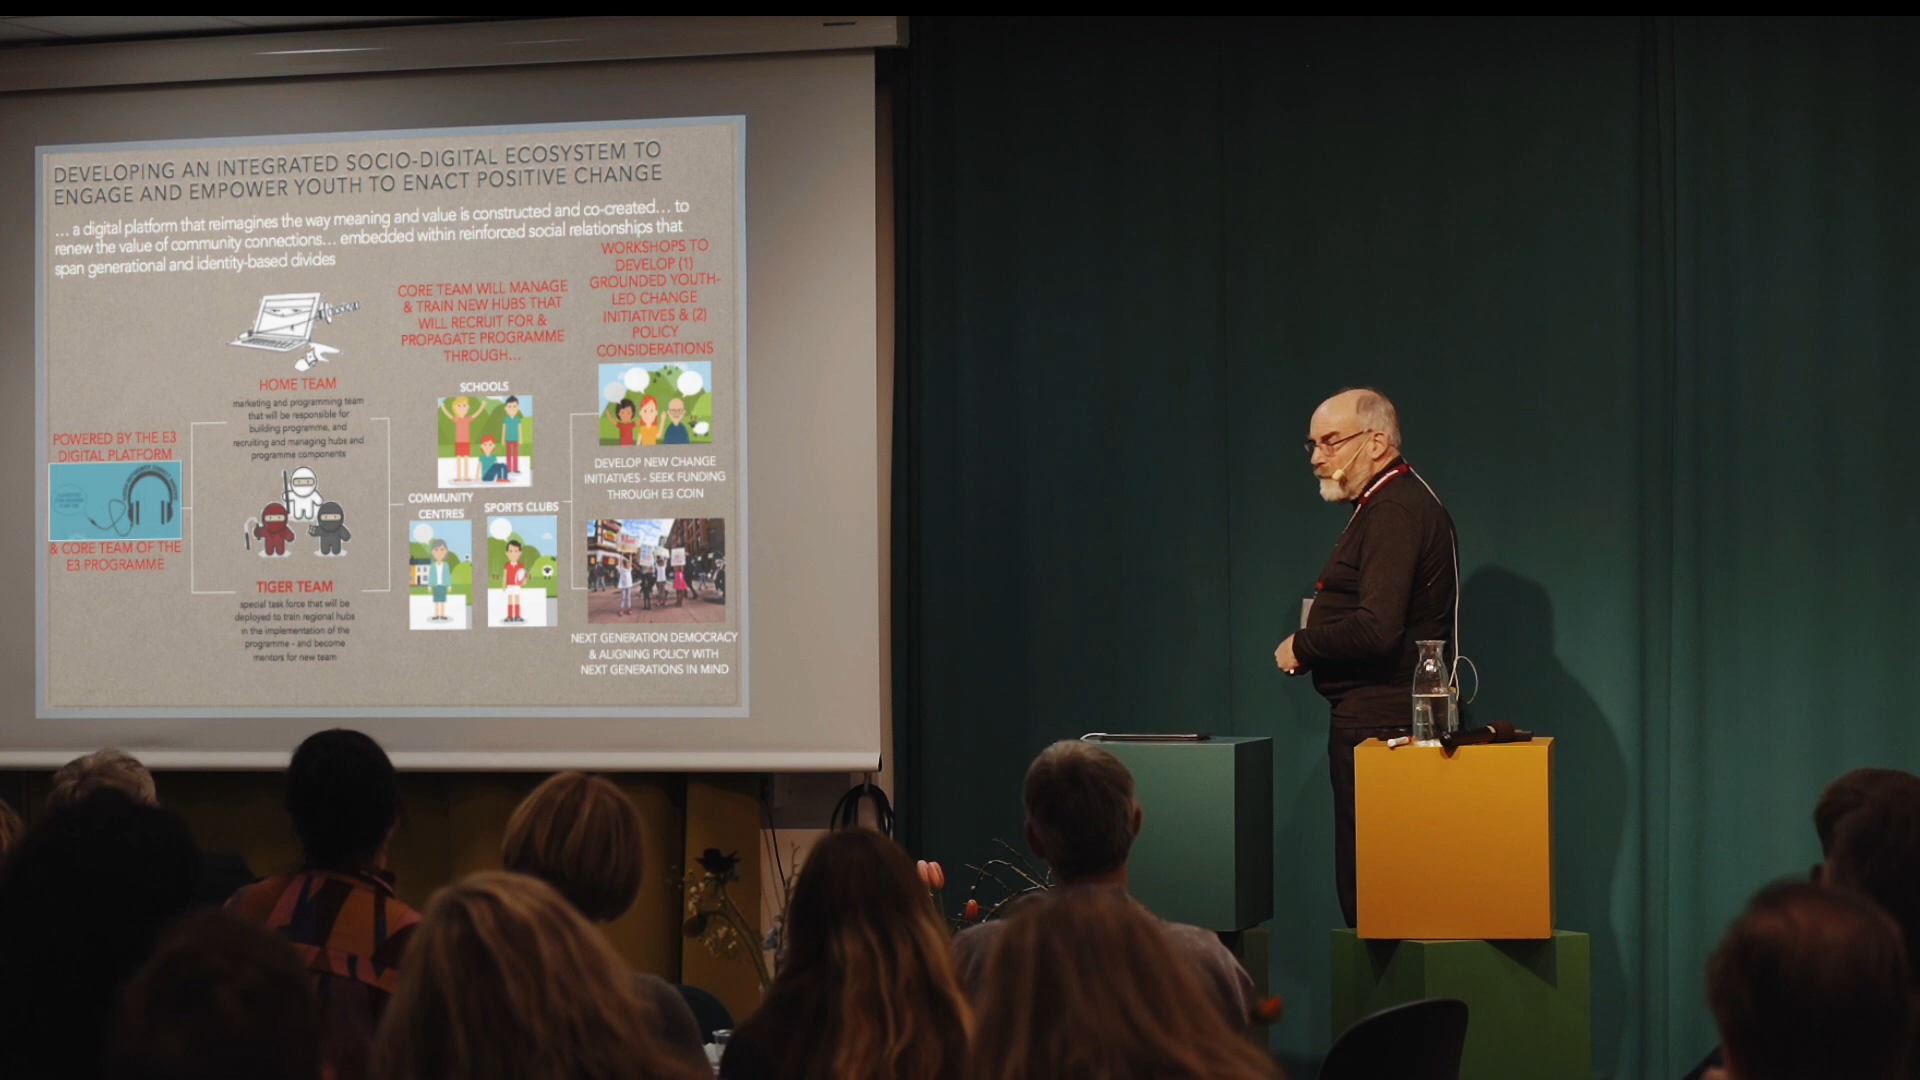 DEVELOPING AN INTEGRATED SOCIO-DIGITAL ECOSYSTEM TO
ENGAGE AND EMPOWER YOUTH TO ENACT POSITIVE CHANGE
… a digital platform that reimagines the way meaning and value is constructed and co-created… to
renew the value of community connections… embedded within reinforced social relationships that
span generational and identity-based divides
POWERED BY THE E3
DIGITAL PLATFORM
& CORE TEAM OF THE
E3 PROGRAMME
HOME TEAM
marketing and programming team
that will be responsible for
building programme, and
recruiting and managing hubs and
programme components
TIGER TEAM
special task force that will be
deployed to train regional hubs
in the implementation of the
programme - and become
mentors for new team
CORE TEAM WILL MANAGE
& TRAIN NEW HUBS THAT
WILL RECRUIT FOR &
PROPAGATE PROGRAMME
THROUGH…
SCHOOLS
COMMUNITY
CENTRES
SPORTS CLUBS
WORKSHOPS TO
DEVELOP (1)
GROUNDED YOUTH-
LED CHANGE
INITIATIVES & (2)
POLICY
CONSIDERATIONS
DEVELOP NEW CHANGE
INITIATIVES - SEEK FUNDING
THROUGH E3 COIN
NEXT GENERATION DEMOCRACY
& ALIGNING POLICY WITH
NEXT GENERATIONS IN MIND